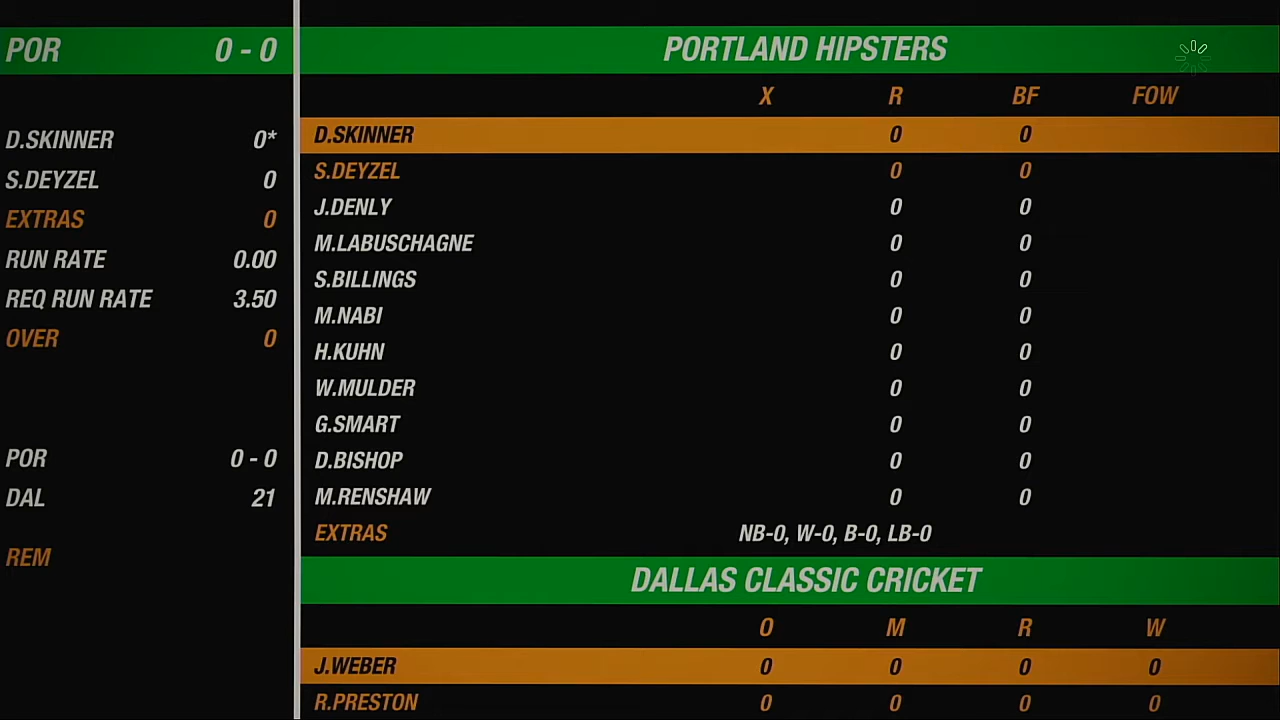 POR 0 - 0
D.SKINNER 0*
S.DEYZEL 0
EXTRAS 0
RUN RATE 0.00
REQ RUN RATE 3.50
OVER 0
POR 0 - 0
DAL 21
REM
PORTLAND HIPSTERS
X R BF FOW
D.SKINNER 0 0
S.DEYZEL 0 0
J.DENLY 0 0
M.LABUSCHAGNE 0 0
S.BILLINGS 0 0
M.NABI 0 0
H.KUHN 0 0
W.MULDER 0 0
G.SMART 0 0
D.BISHOP 0 0
M.RENSHAW 0 0
EXTRAS NB-0, W-0, B-0, LB-0
DALLAS CLASSIC CRICKET
O M R W
J.WEBER 0 0 0 0
R.PRESTON 0 0 0 0